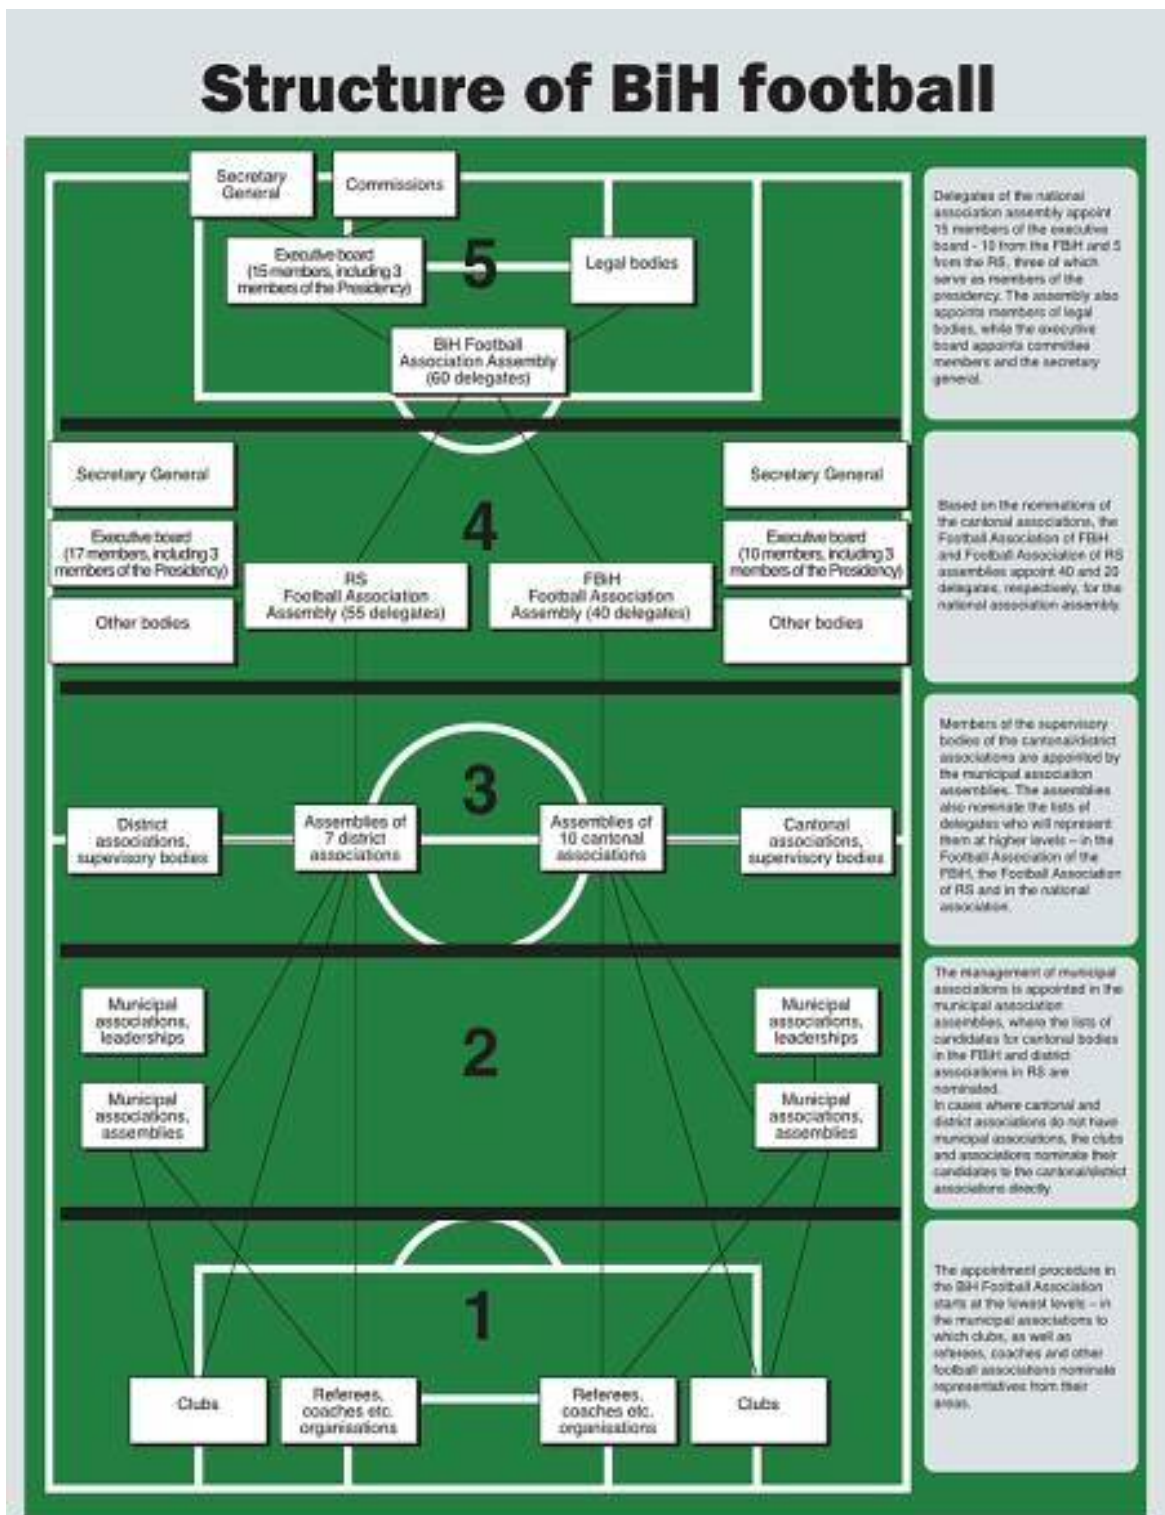 Structure of BiH football
Secretary
General
Commissions
5
Executive board
(15 members, including 3
members of the Presidency)
Legal bodies
BiH Football
Association Assembly
(60 delegates)
Delegates of the national
association assembly appoint
15 members of the executive
board - 10 from the FBiH and 5
from the RS, three of which
serve as members of the
presidency. The assembly also
appoints members of legal
bodies, while the executive
board appoints committee
members and the secretary
general.
Secretary General
Executive board
(17 members, including 3
members of the Presidency)
Other bodies
4
RS
Football Association
Assembly (55 delegates)
FBiH
Football Association
Assembly (40 delegates)
Secretary General
Executive board
(10 members, including 3
members of the Presidency)
Other bodies
Based on the nominations of
the cantonal associations, the
Football Association of FBiH
and Football Association of RS
assemblies appoint 40 and 20
delegates, respectively, for the
national association assembly.
3
District
associations,
supervisory bodies
Assemblies of
7 district
associations
Assemblies of
10 cantonal
associations
Cantonal
associations,
supervisory bodies
Members of the supervisory
bodies of the cantonal/district
associations are appointed by
the municipal association
assemblies. The assemblies
also nominate the lists of
delegates who will represent
them at higher levels – in the
Football Association of the
FBiH, the Football Association
of RS and in the national
association.
Municipal
associations,
leaderships
Municipal
associations,
assemblies
2
Municipal
associations,
leaderships
Municipal
associations,
assemblies
The management of municipal
associations is appointed in the
municipal association
assemblies, where the lists of
candidates for cantonal bodies
in the FBiH and district
associations in RS are
nominated.
In cases where cantonal and
district associations do not have
municipal associations, the clubs
and associations nominate their
candidates to the cantonal/district
associations directly.
1
Clubs
Referees,
coaches etc.
organisations
Referees,
coaches etc.
organisations
Clubs
The appointment procedure in
the BiH Football Association
starts at the lowest levels – in
the municipal associations to
which clubs, as well as
referees, coaches and other
football associations nominate
representatives from their
areas.